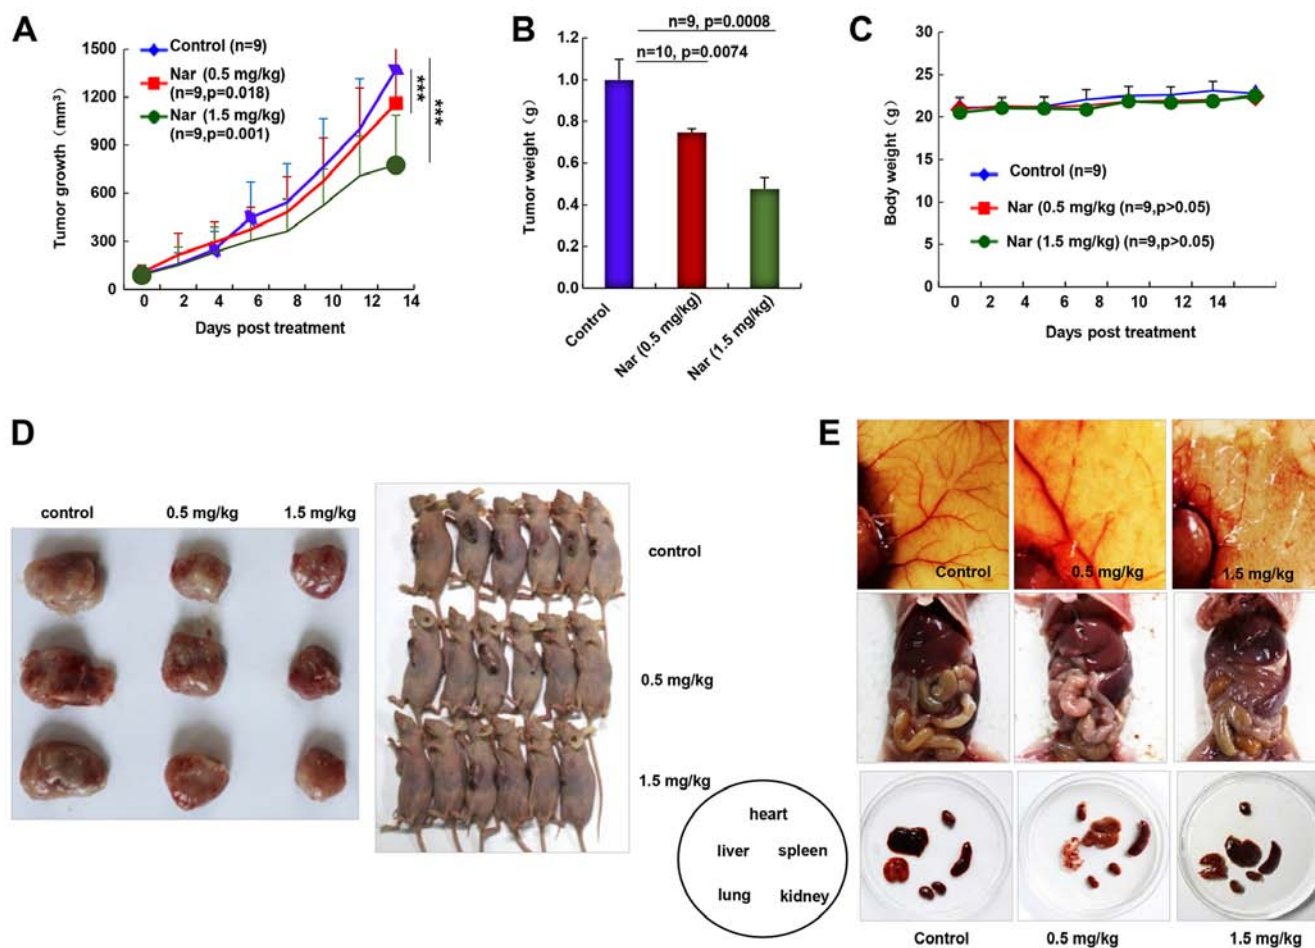 A
Control (n=9)
Nar (0.5 mg/kg)
(n=9,p=0.018)
Nar (1.5 mg/kg)
(n=9,p=0.001)
***
***
Tumor growth (mm³)
1500
1200
900
600
300
0
0 2 4 6 8 10 12 14
Days post treatment
B
n=9, p=0.0008
n=10, p=0.0074
Tumor weight (g)
1.2
1.0
0.8
0.6
0.4
0.2
0.0
Control
Nar (0.5 mg/kg)
Nar (1.5 mg/kg)
C
Body weight (g)
30
25
20
15
10
5
0
Control (n=9)
Nar (0.5 mg/kg (n=9,p>0.05)
Nar (1.5 mg/kg) (n=9,p>0.05)
0 2 4 6 8 10 12 14
Days post treatment
D
control 0.5 mg/kg 1.5 mg/kg
control
0.5 mg/kg
1.5 mg/kg
heart
liver spleen
lung kidney
E
Control 0.5 mg/kg 1.5 mg/kg
Control 0.5 mg/kg 1.5 mg/kg